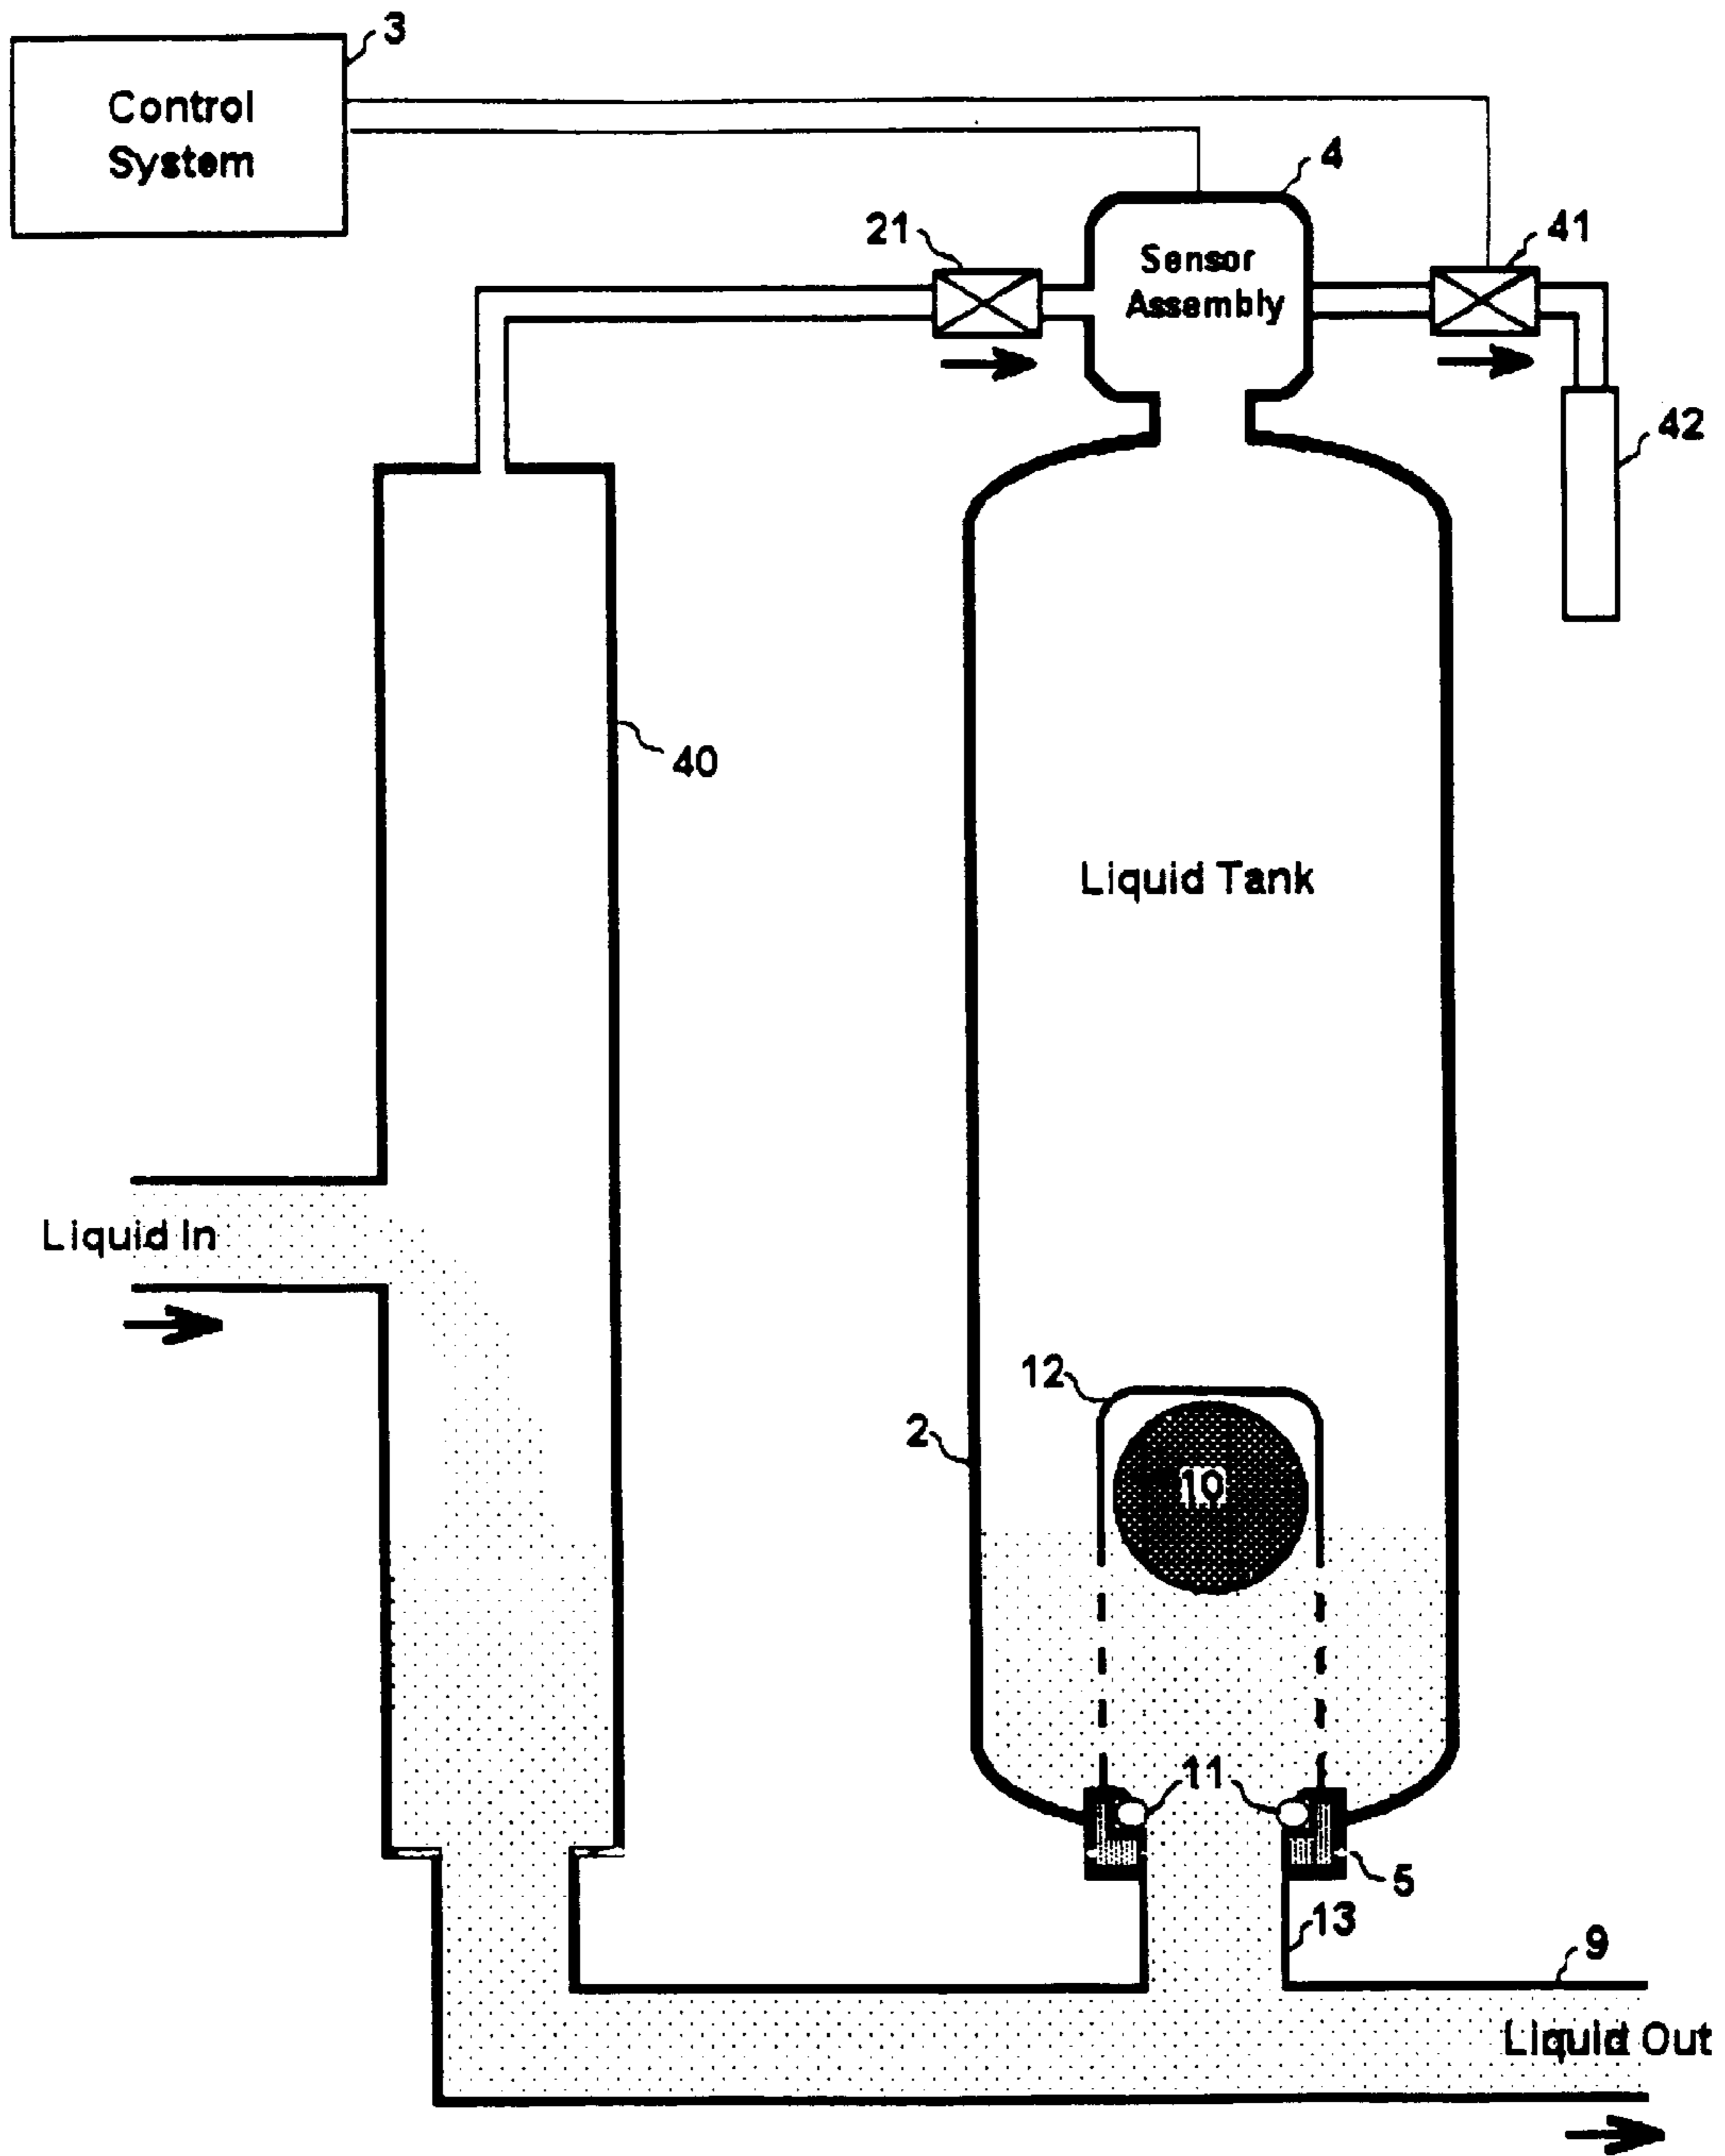 3
Control
System
4
21
41
Sensor
Assembly
42
40
Liquid Tank
Liquid In
12
2
10
11
5
13
9
Liquid Out